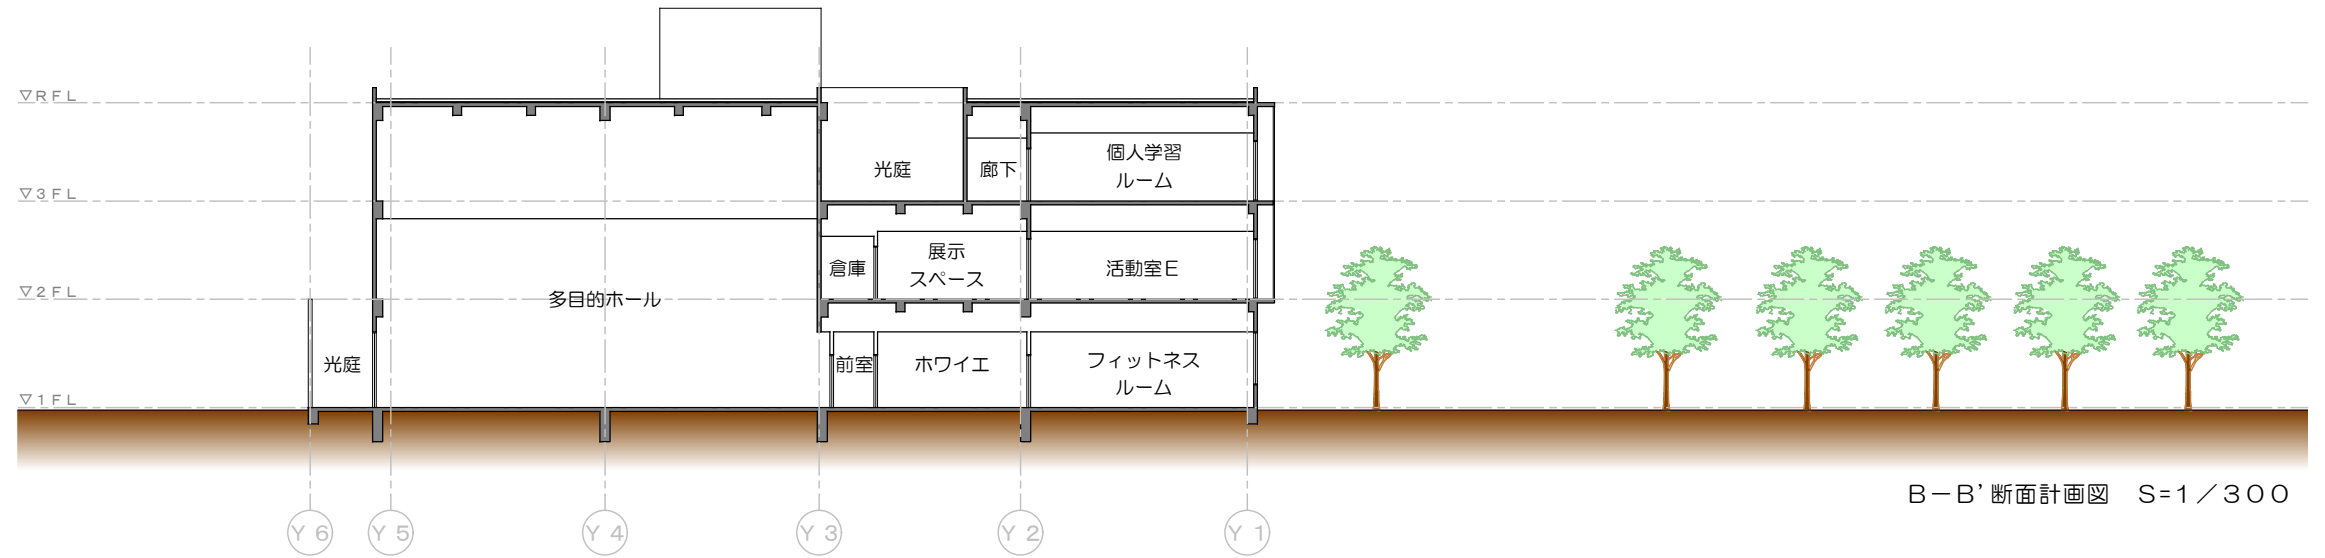 ▽RFL
光庭
廊下
個人学習
ルーム
▽3FL
倉庫
展示
スペース
活動室E
▽2FL
多目的ホール
光庭
前室
ホワイエ
フィットネス
ルーム
▽1FL
B-B’断面計画図 S=1/300
Y6
Y5
Y4
Y3
Y2
Y1